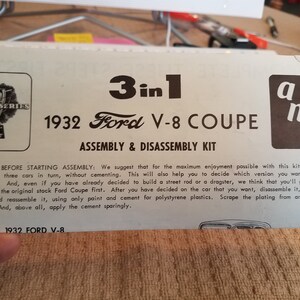 SERIES
3 in 1
1932 Ford V-8 COUPE
ASSEMBLY & DISASSEMBLY KIT
a
BEFORE STARTING ASSEMBLY: We suggest that for the maximum enjoyment possible with this kit
three cars in turn, without cementing. This will also help you to decide which version you want
And, even if you have already decided to build a street rod or a dragster, we think that you'll
the original stock Ford Coupe first. After you have decided on the car that you want, disassemble it,
d reassemble it, using only paint and cement for polystyrene plastics. Scrape the plating from
And, above all, apply the cement sparingly.
1932 FORD V-8